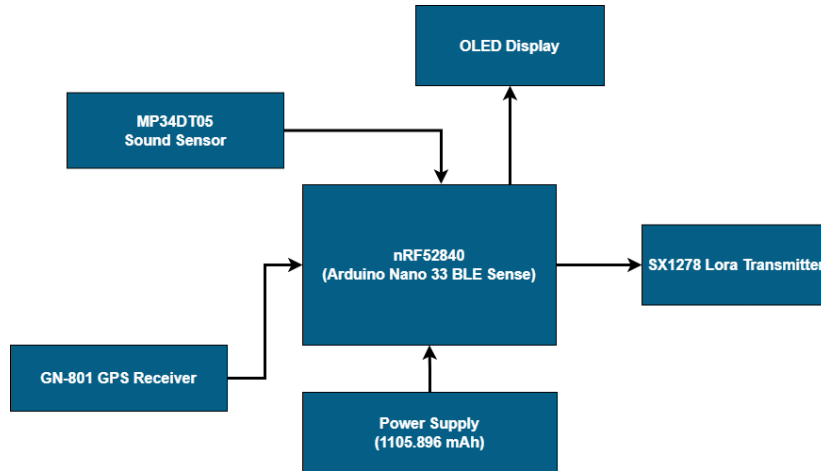 OLED Display
MP34DT05
Sound Sensor
nRF52840
(Arduino Nano 33 BLE Sense)
SX1278 Lora Transmitter
GN-801 GPS Receiver
Power Supply
(1105.896 mAh)